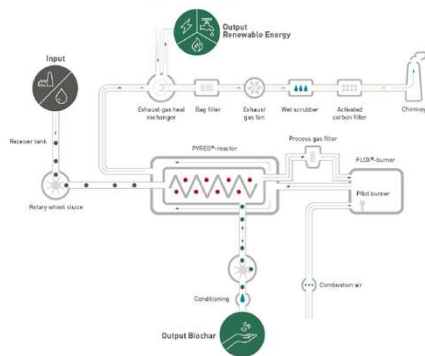 Output
Renewable Energy
Input
Exhaust gas heat
exchanger
Bag filter
Exhaust
gas fan
Wet scrubber
Activated
carbon filter
Chimney
Receiver tank
PYREG®-reactor
Process gas filter
FLOX®-burner
Pilot burner
Rotary wheel sluice
Combustion air
Conditioning
Output Biochar